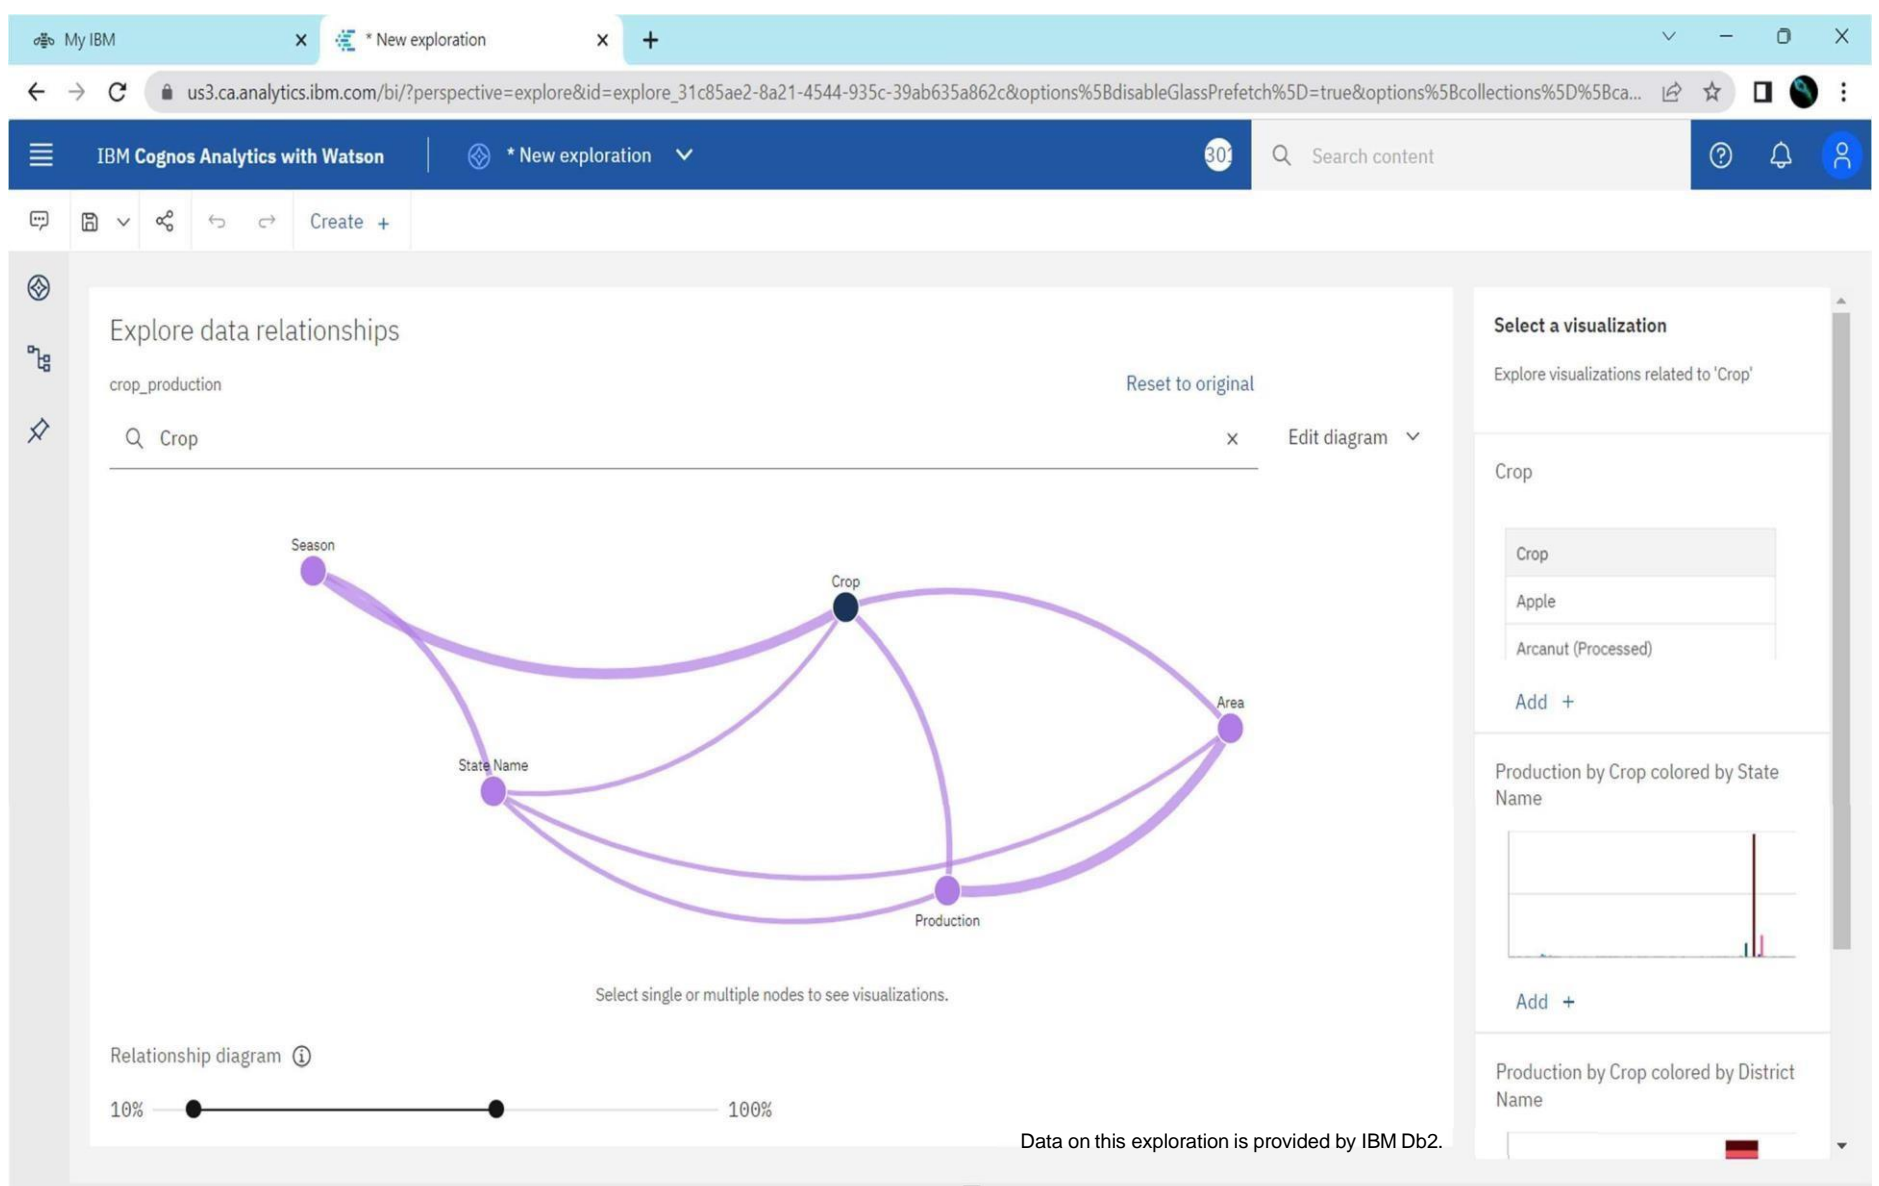 My IBM
* New exploration
us3.ca.analytics.ibm.com/bi/?perspective=explore&id=explore_31c85ae2-8a21-4544-935c-39ab635a862c&options%5BdisableGlassPrefetch%5D=true&options%5Bcollections%5D%5Bca...
IBM Cognos Analytics with Watson
* New exploration
30
Search content
Create +
Explore data relationships
crop_production
Reset to original
Crop
Edit diagram
Season
Crop
Area
State Name
Production
Select single or multiple nodes to see visualizations.
Relationship diagram
10%
100%
Data on this exploration is provided by IBM Db2.
Select a visualization
Explore visualizations related to 'Crop'
Crop
Crop
Apple
Arcanut (Processed)
Add +
Production by Crop colored by State
Name
Add +
Production by Crop colored by District
Name